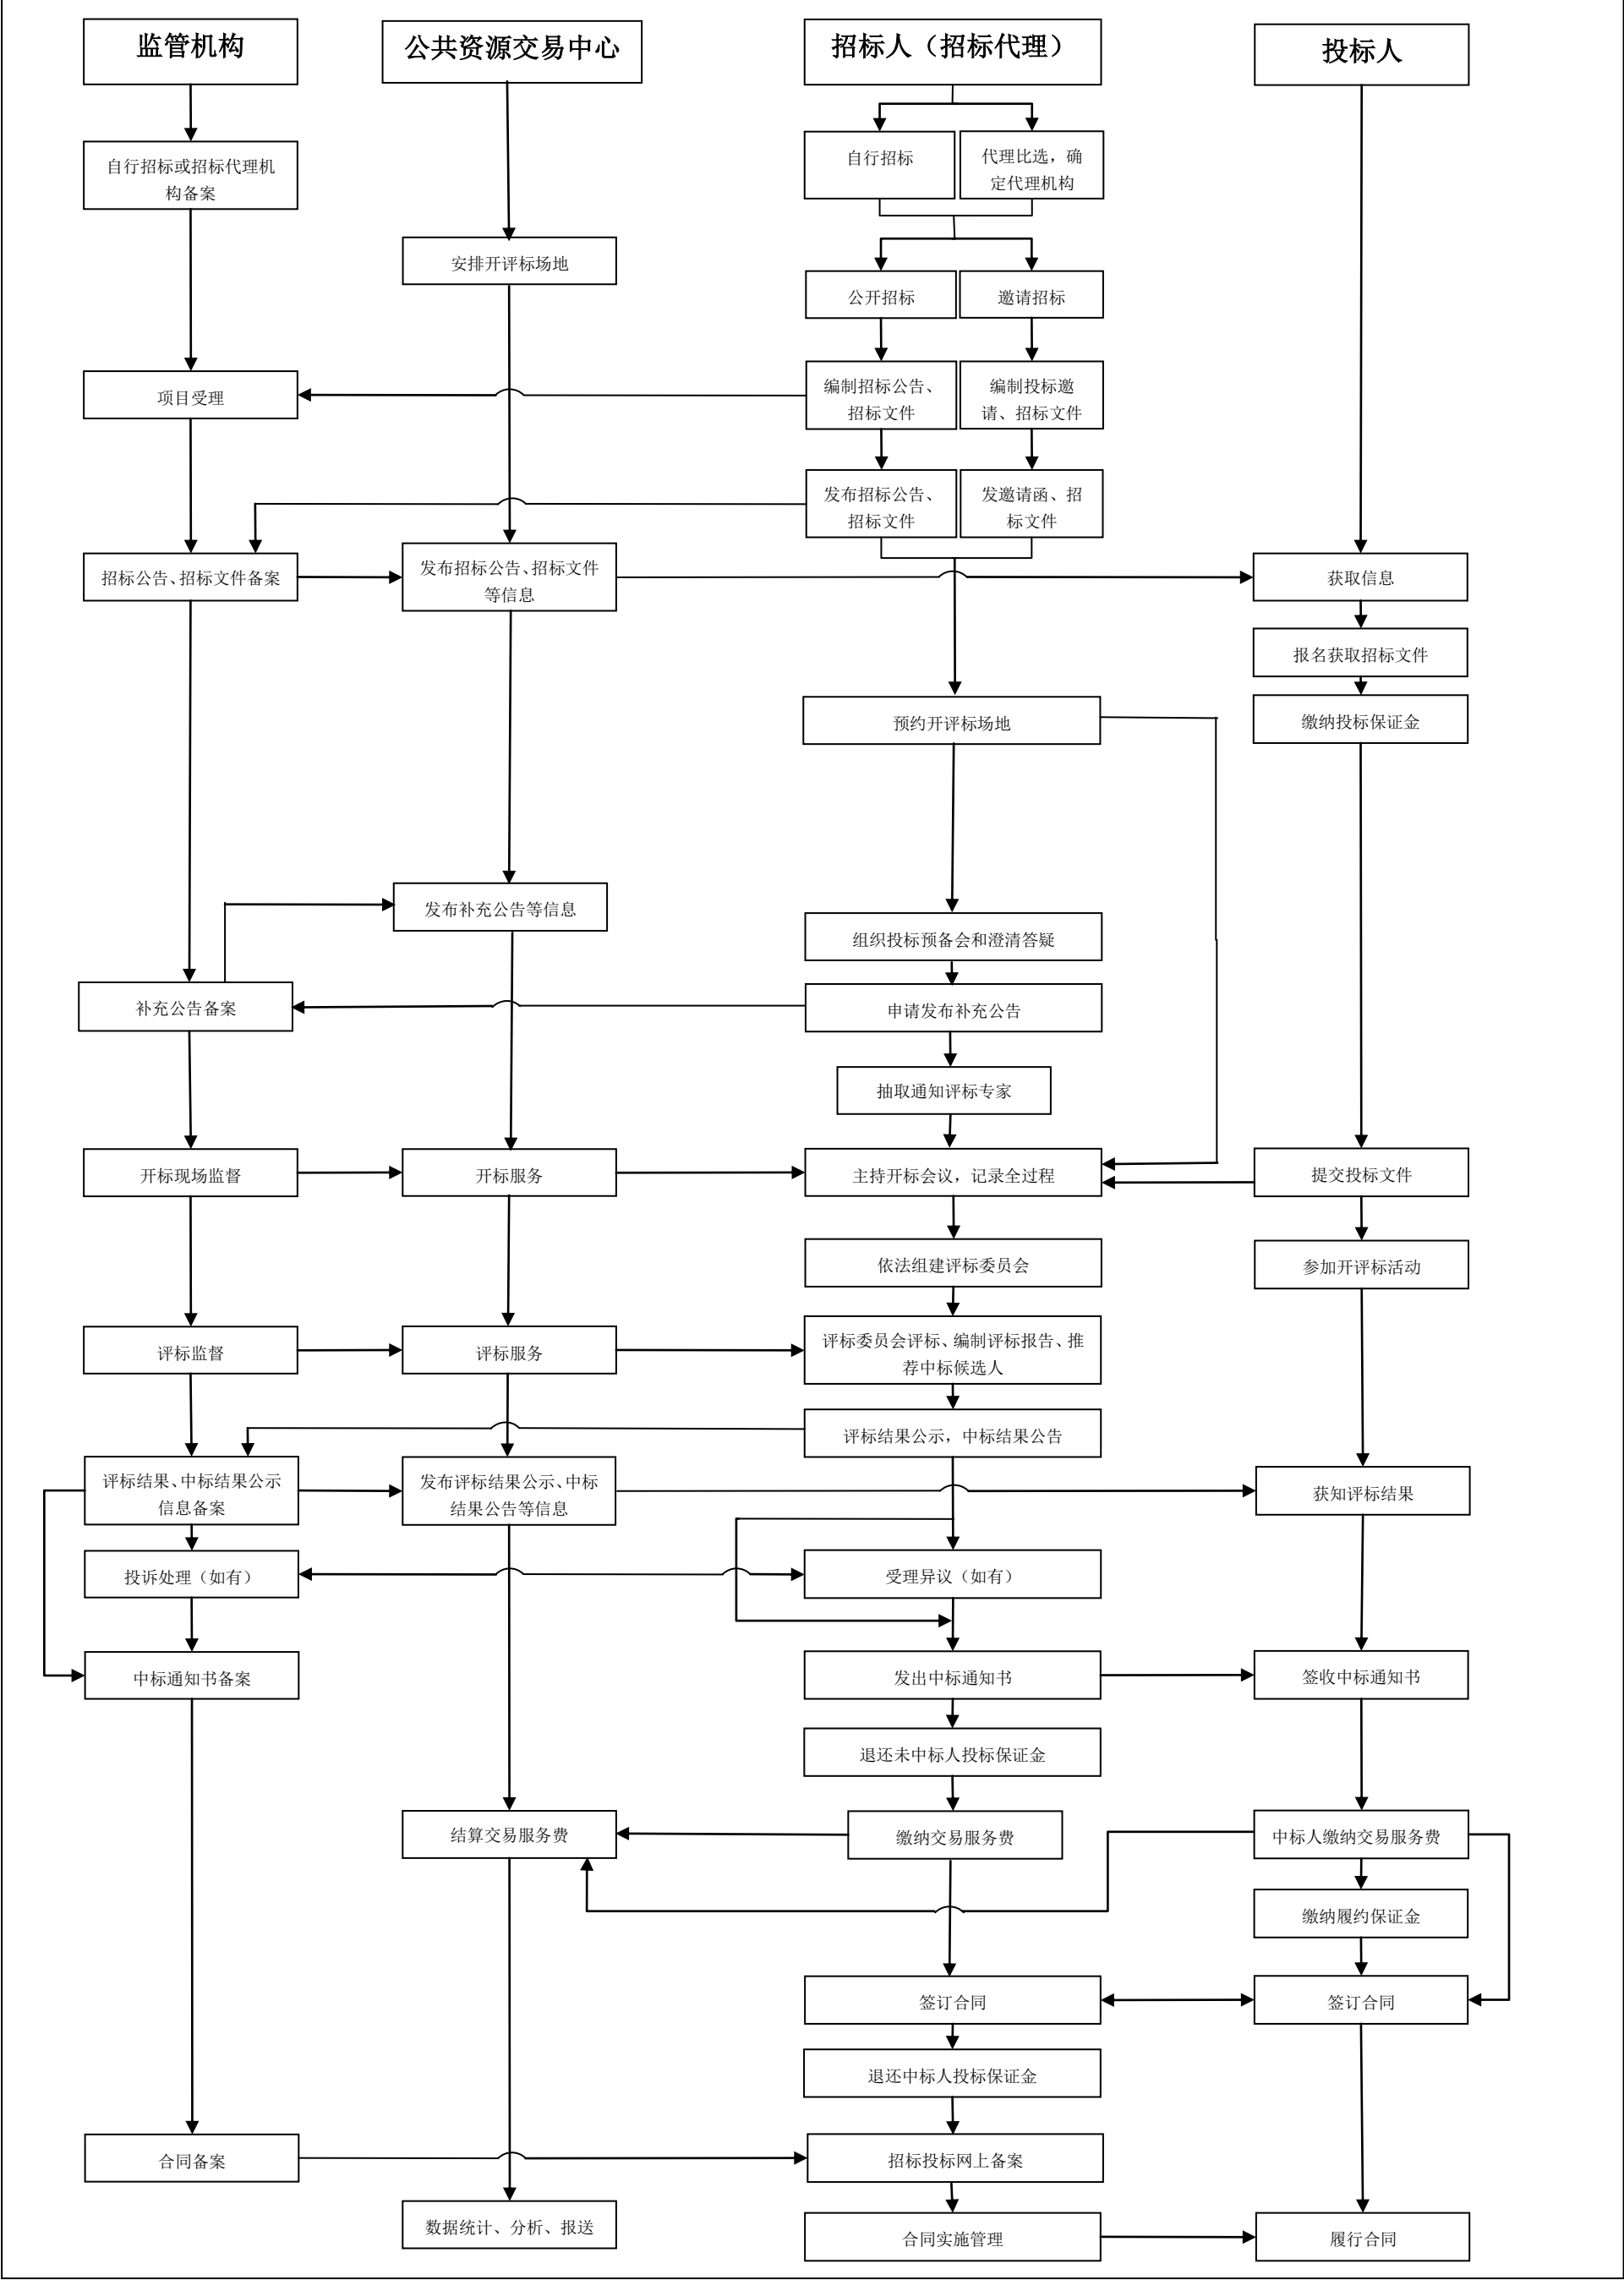 监管机构
公共资源交易中心
招标人（招标代理）
投标人
自行招标或招标代理机
构备案
自行招标
代理比选，确
定代理机构
安排开评标场地
公开招标
邀请招标
项目受理
编制招标公告、
招标文件
编制投标邀
请、招标文件
发布招标公告、
招标文件
发邀请函、招
标文件
招标公告、招标文件备案
发布招标公告、招标文件
等信息
获取信息
报名获取招标文件
预约开评标场地
缴纳投标保证金
发布补充公告等信息
组织投标预备会和澄清答疑
补充公告备案
申请发布补充公告
抽取通知评标专家
开标现场监督
开标服务
主持开标会议，记录全过程
提交投标文件
依法组建评标委员会
参加开评标活动
评标监督
评标服务
评标委员会评标、编制评标报告、推
荐中标候选人
评标结果公示，中标结果公告
评标结果、中标结果公示
信息备案
发布评标结果公示、中标
结果公告等信息
获知评标结果
投诉处理（如有）
受理异议（如有）
中标通知书备案
发出中标通知书
签收中标通知书
退还未中标人投标保证金
结算交易服务费
缴纳交易服务费
中标人缴纳交易服务费
缴纳履约保证金
签订合同
签订合同
退还中标人投标保证金
合同备案
招标投标网上备案
数据统计、分析、报送
合同实施管理
履行合同